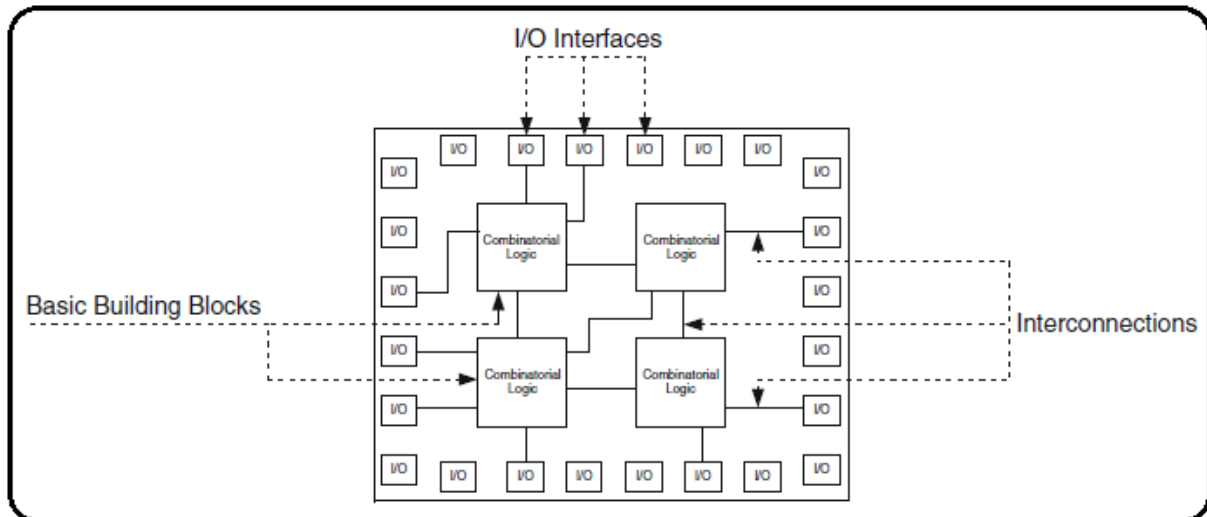 I/O Interfaces
I/O I/O I/O I/O I/O I/O
I/O I/O
I/O I/O
Combinatorial Logic Combinatorial Logic
I/O I/O
Basic Building Blocks
Interconnections
I/O I/O
Combinatorial Logic Combinatorial Logic
I/O I/O
I/O I/O
I/O I/O I/O I/O I/O I/O